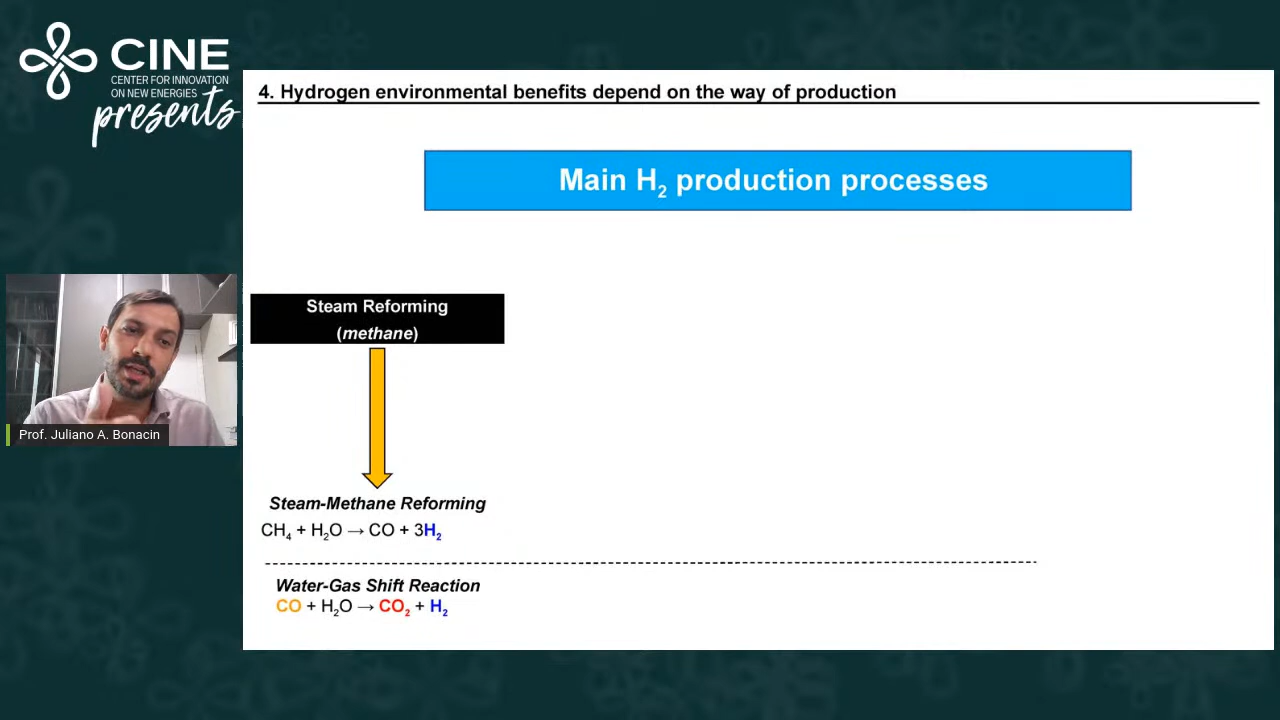 CINE
CENTER FOR INNOVATION
ON NEW ENERGIES
presents
4. Hydrogen environmental benefits depend on the way of production
Main H₂ production processes
Steam Reforming
(methane)
Prof. Juliano A. Bonacin
Steam-Methane Reforming
CH₄ + H₂O → CO + 3H₂
Water-Gas Shift Reaction
CO + H₂O → CO₂ + H₂